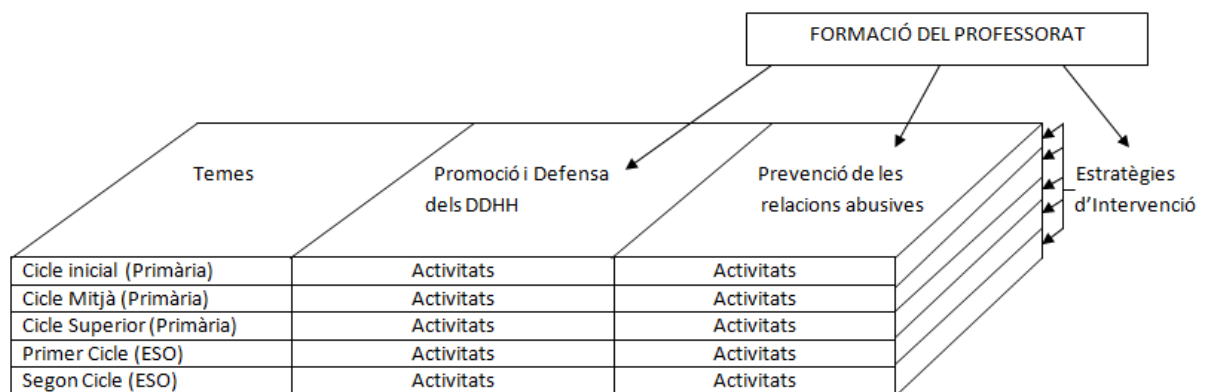 FORMACIÓ DEL PROFESSORAT
Temes
Promoció i Defensa
dels DDHH
Prevenció de les
relacions abusives
Estratègies
d'Intervenció
Cicle inicial (Primària) Activitats Activitats
Cicle Mitjà (Primària) Activitats Activitats
Cicle Superior (Primària) Activitats Activitats
Primer Cicle (ESO) Activitats Activitats
Segon Cicle (ESO) Activitats Activitats